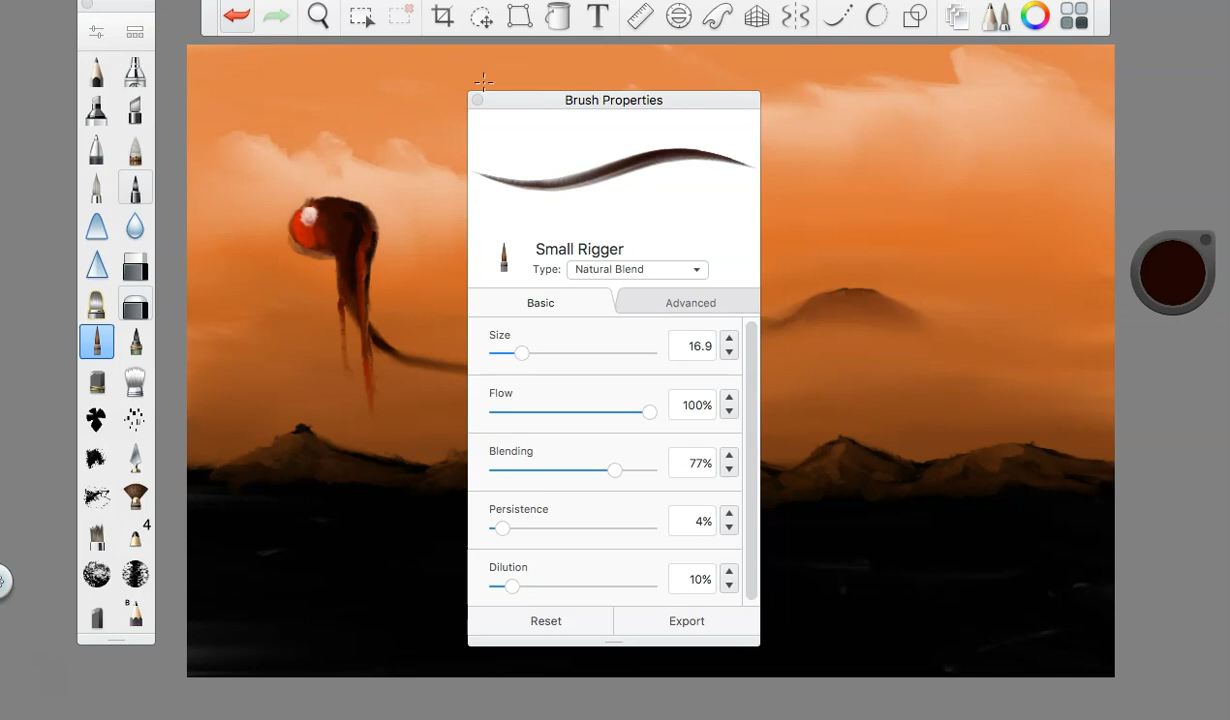 T
Brush Properties
Small Rigger
Type: Natural Blend
Basic Advanced
Size
16.9
Flow
100%
Blending
77%
Persistence
4%
Dilution
10%
Reset Export
4
B